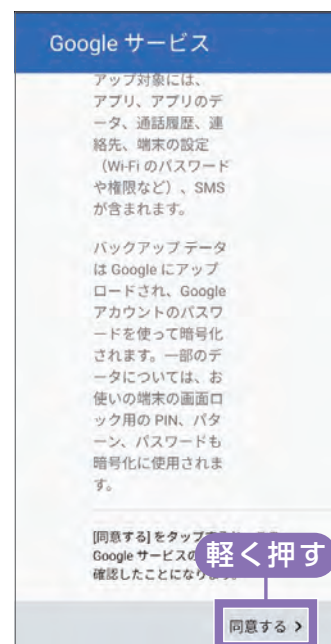 Google サービス
アップ対象には、
アプリ、アプリのデ
ータ、通話履歴、連
絡先、端末の設定
（Wi-Fi のパスワード
や権限など）、SMS
が含まれます。
バックアップ データ
は Google にアップ
ロードされ、Google
アカウントのパスワ
ードを使って暗号化
されます。一部のデ
ータについては、お
使いの端末の画面ロ
ック用の PIN、パタ
ーン、パスワードも
暗号化に使用されま
す。
[同意する] をタップ
Google サービスの
確認したことになり
軽く押す
同意する >